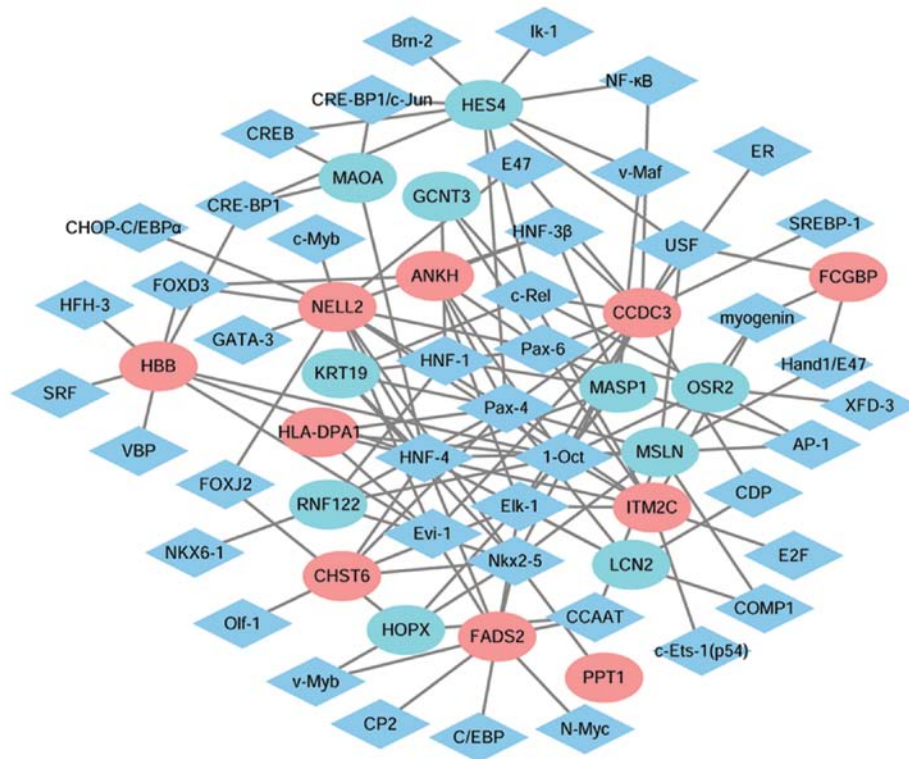 Ik-1
Brn-2
NF-κB
CRE-BP1/c-Jun
HES4
CREB
ER
E47
v-Maf
MAOA
GCNT3
CRE-BP1
SREBP-1
CHOP-C/EBPα
HNF-3β
c-Myb
USF
ANKH
FCGBP
FOXD3
c-Rel
HFH-3
NELL2
CCDC3
myogenin
GATA-3
Pax-6
HNF-1
HBB
Hand1/E47
KRT19
MASP1
OSR2
SRF
XFD-3
Pax-4
HLA-DPA1
VBP
AP-1
MSLN
HNF-4
1-Oct
FOXJ2
CDP
RNF122
Elk-1
ITM2C
Evi-1
NKX6-1
E2F
Nkx2-5
LCN2
CHST6
COMP1
CCAAT
Olf-1
HOPX
FADS2
c-Ets-1(p54)
v-Myb
PPT1
CP2
N-Myc
C/EBP